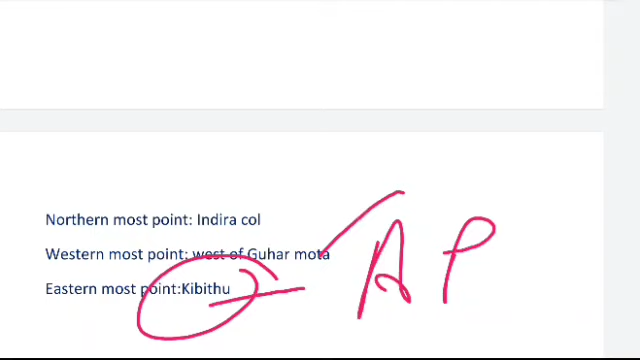 Northern most point: Indira col
Western most point: west of Guhar mota
Eastern most point:Kibithu
AP